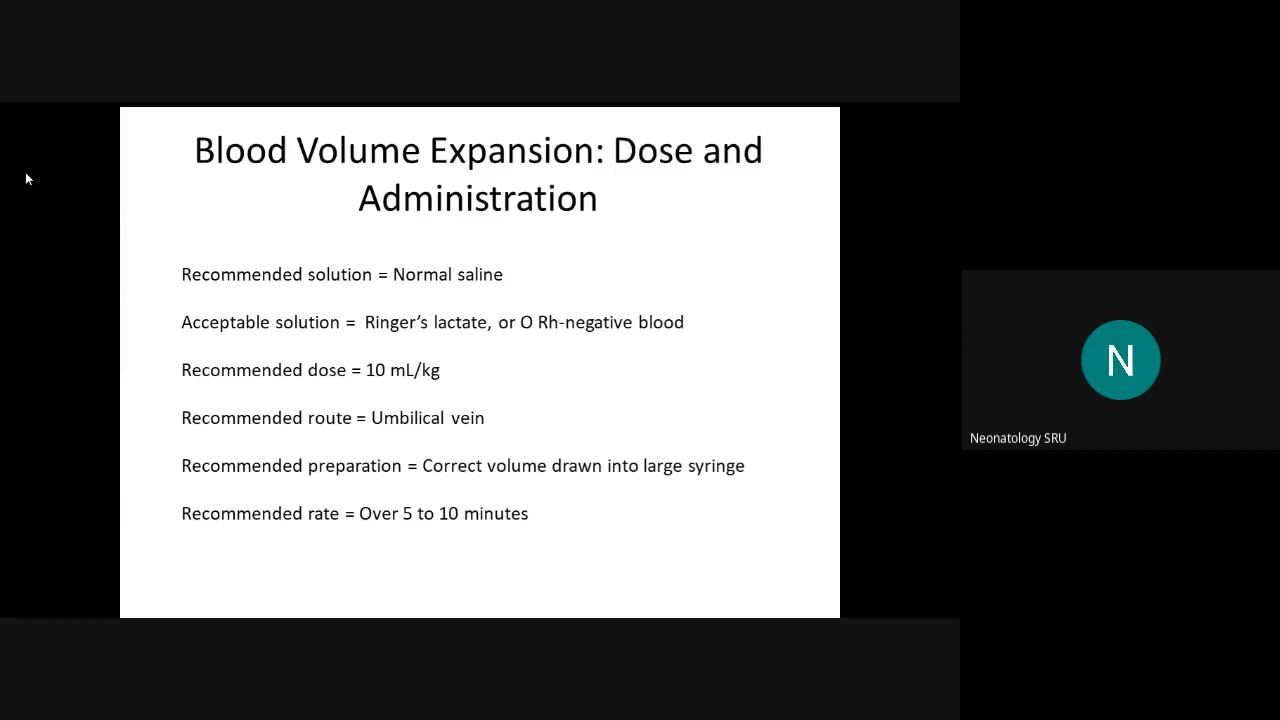 Blood Volume Expansion: Dose and
Administration
Recommended solution = Normal saline
Acceptable solution =  Ringer’s lactate, or O Rh-negative blood
Recommended dose = 10 mL/kg
Recommended route = Umbilical vein
Recommended preparation = Correct volume drawn into large syringe
Recommended rate = Over 5 to 10 minutes
N
Neonatology SRU